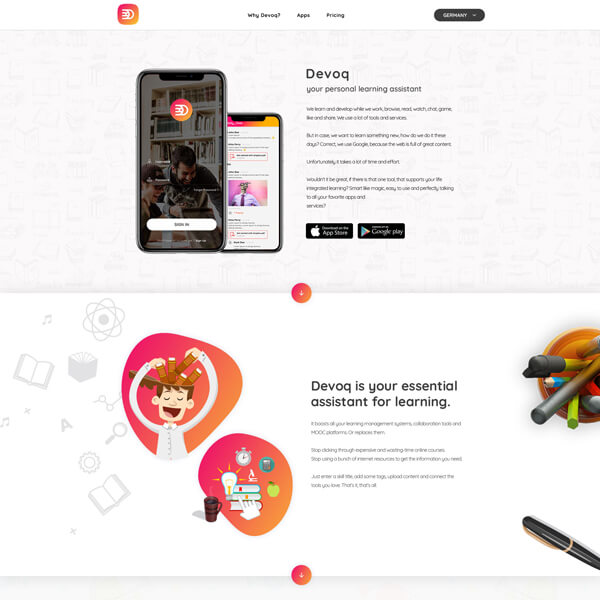 Why Devoq? Apps Pricing GERMANY
Devoq
your personal learning assistant
We learn and develop while we work, browse, read, watch, chat, game,
like and share. We use a lot of tools and services.
But in case, we want to learn something new, how do we do it these
days? Correct, we use Google, because the web is full of great content.
Unfortunately it takes a lot of time and effort.
Wouldn't it be great, if there is that one tool, that supports your life
integrated learning? Smart like magic, easy to use and perfectly talking
to all your favorite apps and
services?
SIGN IN
Download on the
App Store
Google play
Devoq is your essential
assistant for learning.
It boosts all your learning management systems, collaboration tools and
MOOC platforms. Or replaces them.
Stop clicking through expensive and wasting-time online courses.
Stop using a bunch of internet resources to get the information you need.
Just enter a skill title, add some tags, upload content and connect the
tools you love. That's it, that's all.